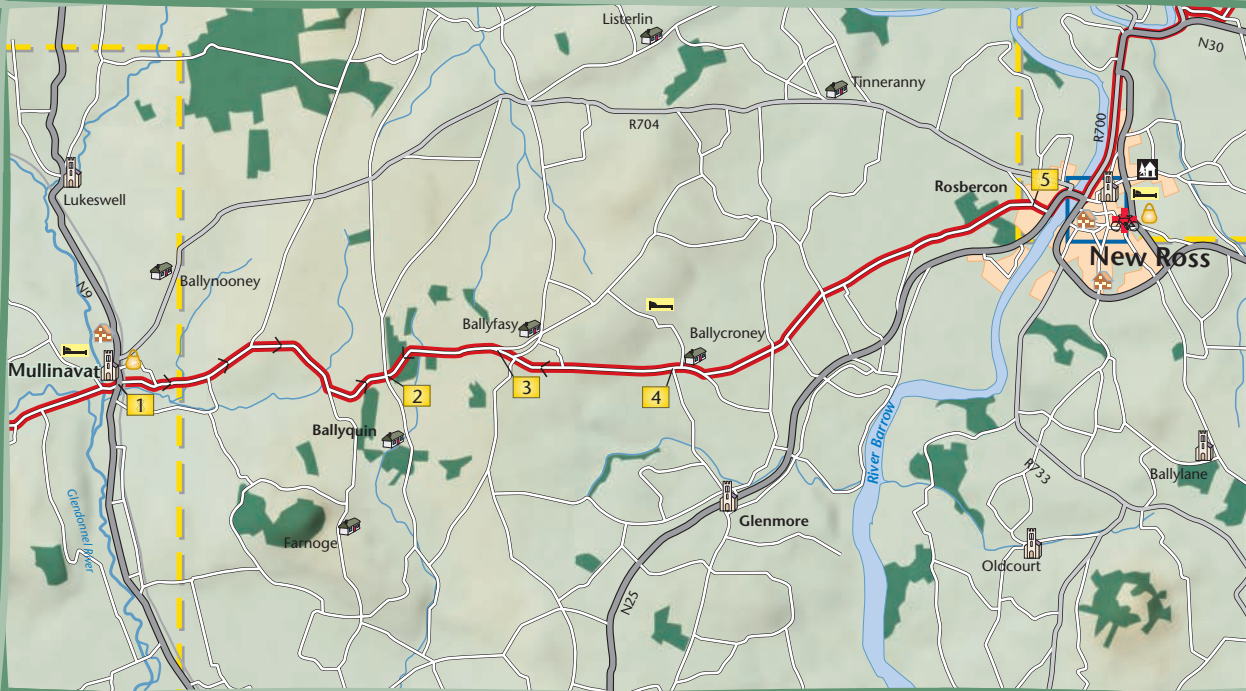 Listerlin
N30
Tinneranny
R704
R700
Lukeswell
5
Rosbercon
New Ross
Ballynooney
N9
Ballyfasy
Ballycroney
Mullinavat
1
2
3
4
Ballyquin
River Barrow
R733
Ballylane
Glendonnel River
Glenmore
Farnoge
Oldcourt
N25